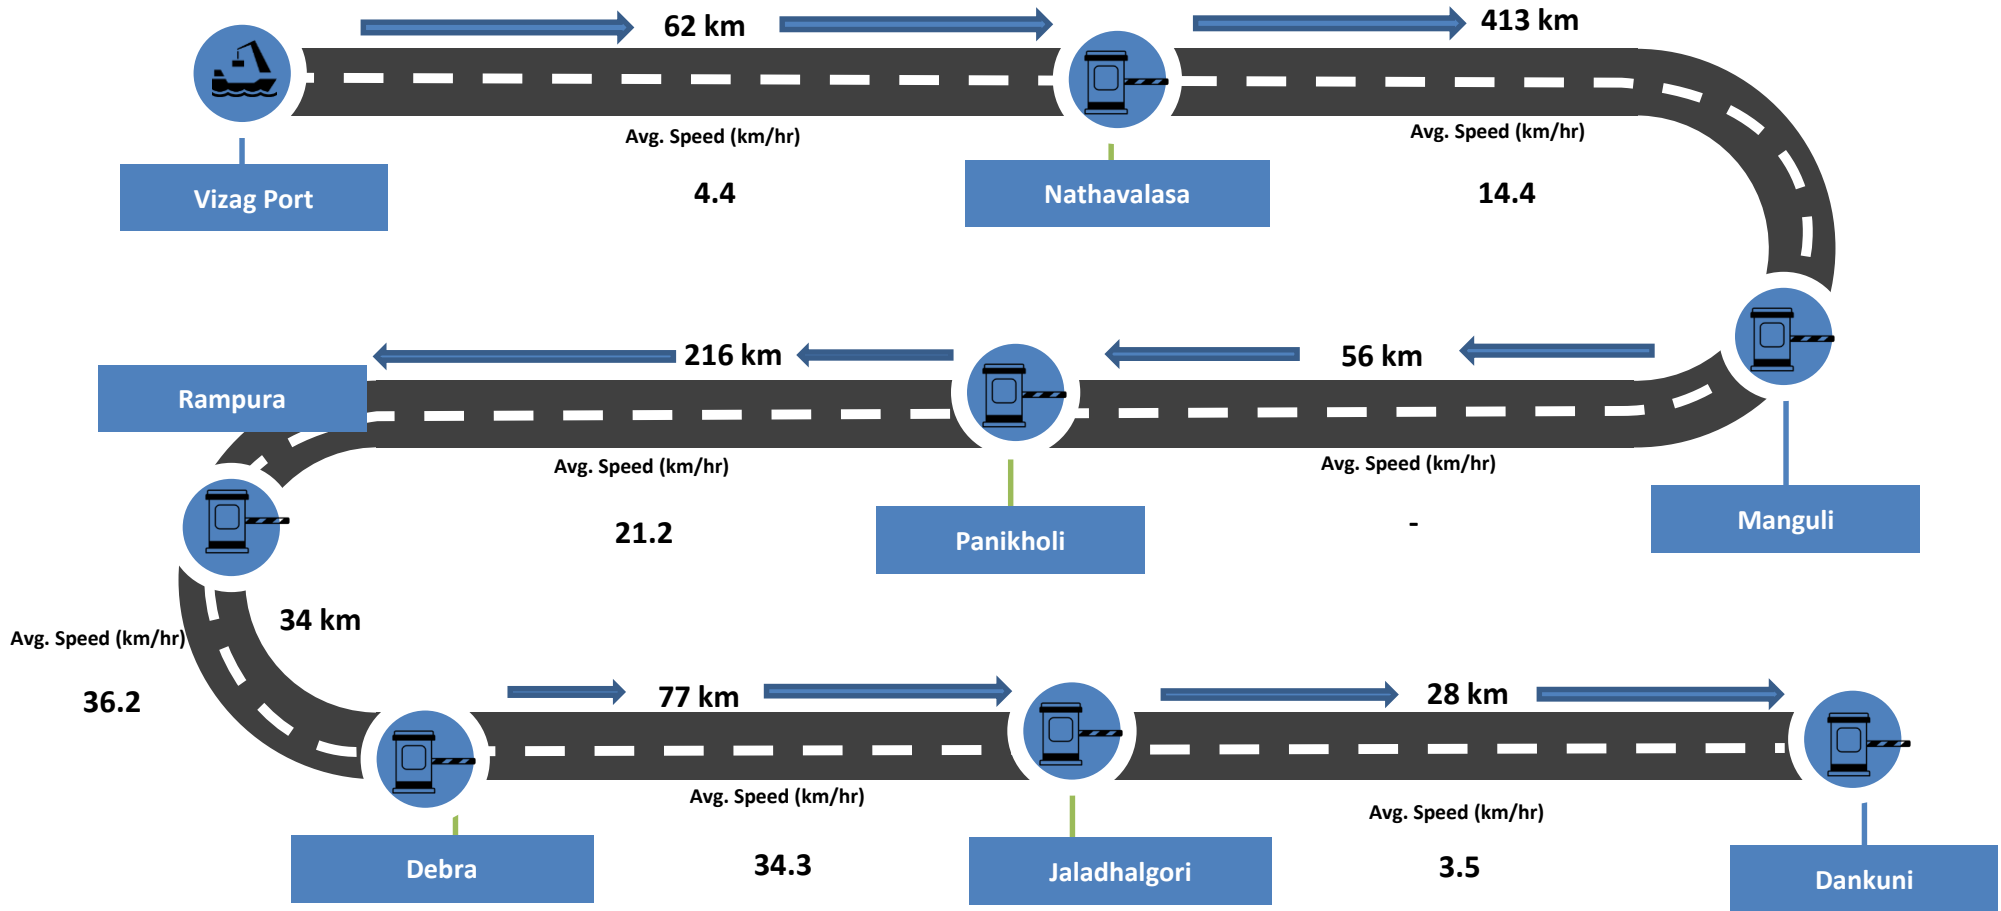 62 km
413 km
Avg. Speed (km/hr)
Avg. Speed (km/hr)
Vizag Port
4.4
Nathavalasa
14.4
216 km
56 km
Rampura
Avg. Speed (km/hr)
Avg. Speed (km/hr)
21.2
Panikholi
-
Manguli
34 km
Avg. Speed (km/hr)
36.2
77 km
28 km
Avg. Speed (km/hr)
Avg. Speed (km/hr)
Debra
34.3
Jaladhalgori
3.5
Dankuni